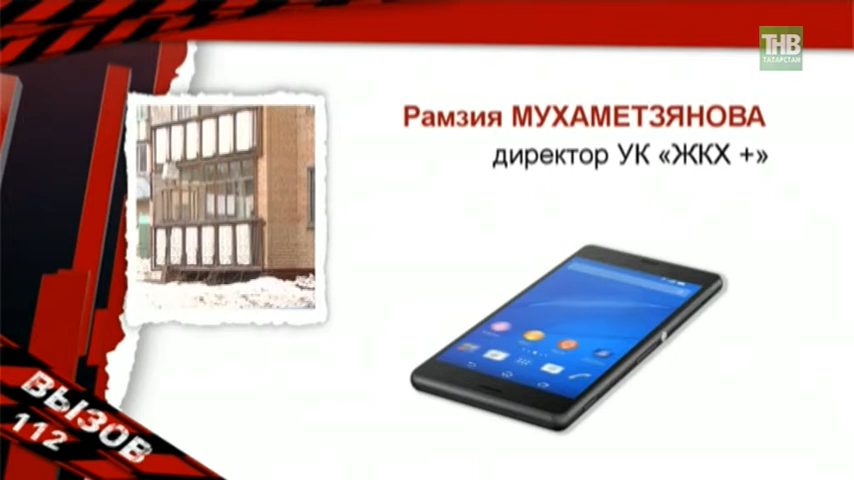 ТНВ
ТАТАРСТАН
Рамзия МУХАМЕТЗЯНОВА
директор УК «ЖКХ +»
ВЫЗОВ
112